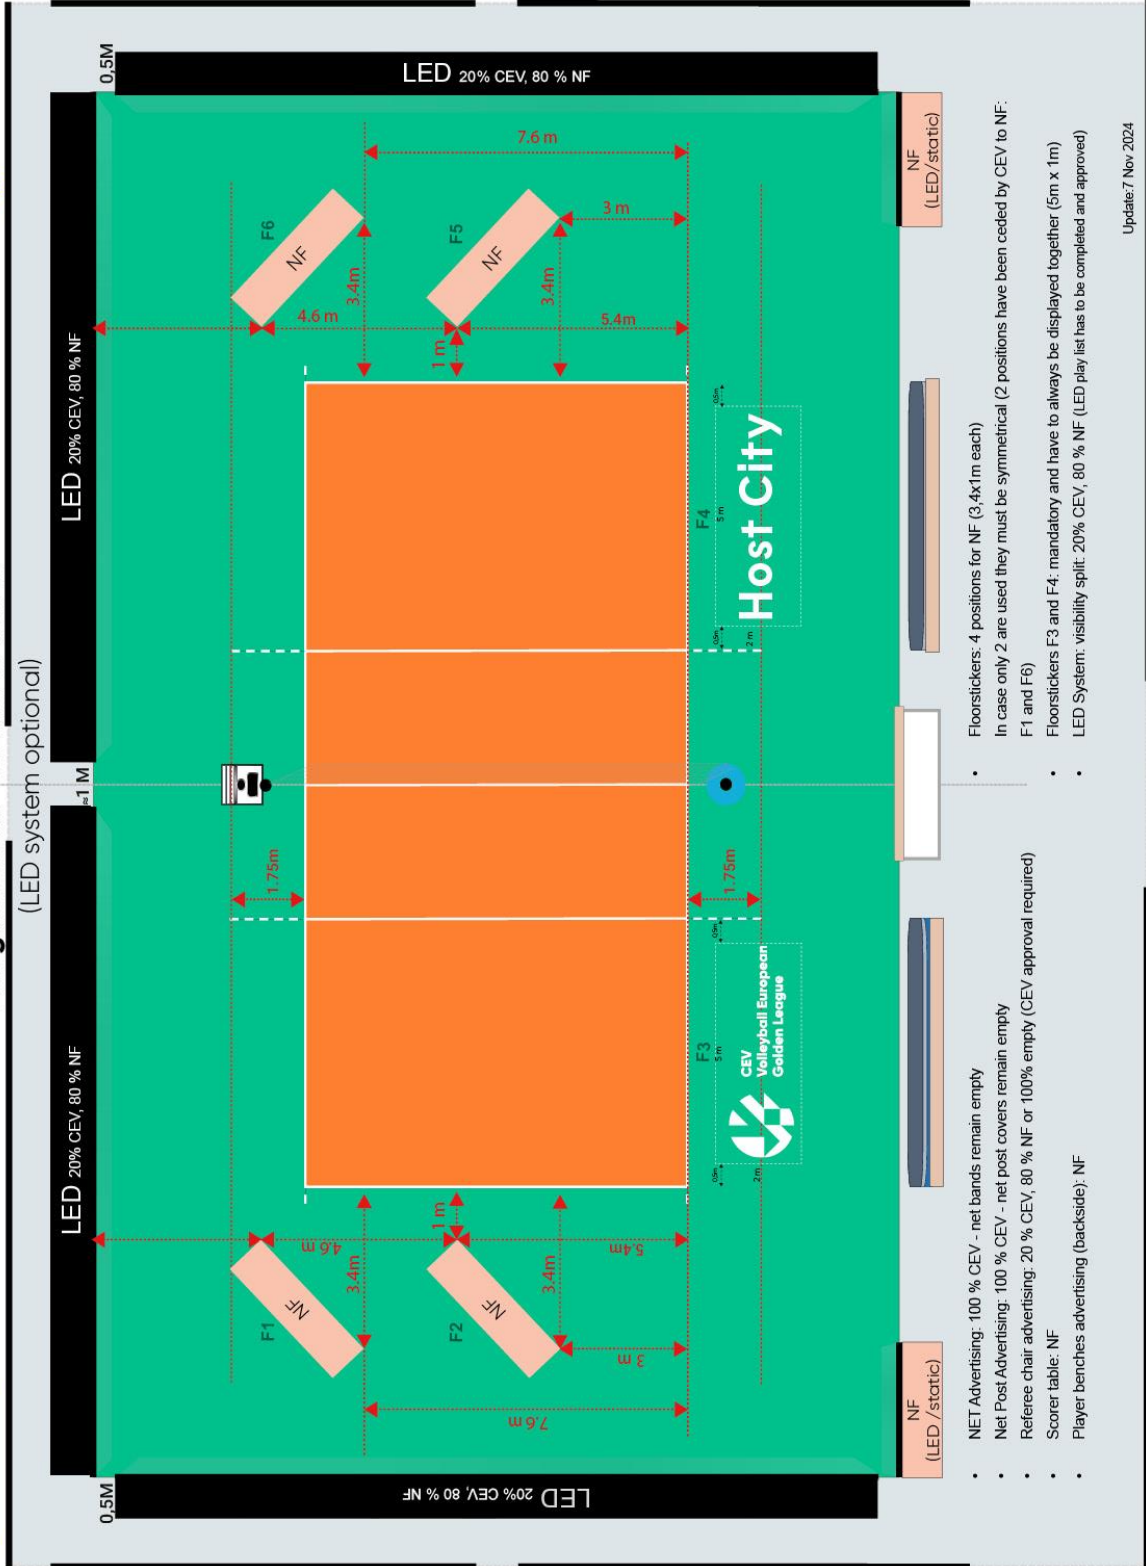 (LED system optional)
0,5M
LED 20% CEV, 80 % NF
≈1 M
LED 20% CEV, 80 % NF
0,5M
LED 20% CEV, 80 % NF
LED 20% CEV, 80 % NF
F1
NF
4.6 m
3.4m
1 m
F2
NF
5.4m
3.4m
3 m
7.6 m
1.75m
1.75m
F6
NF
4.6 m
3.4m
1 m
F5
NF
5.4m
3.4m
3 m
7.6 m
0,5m
F3
5 m
0,5m
2 m
CEV
Volleyball European
Golden League
0,5m
F4
5 m
0,5m
2 m
Host City
NF
(LED /static)
NF
(LED/static)
• NET Advertising: 100 % CEV - net bands remain empty
• Net Post Advertising: 100 % CEV - net post covers remain empty
• Referee chair advertising: 20 % CEV, 80 % NF or 100% empty (CEV approval required)
• Scorer table: NF
• Player benches advertising (backside): NF
• Floorstickers: 4 positions for NF (3,4x1m each)
In case only 2 are used they must be symmetrical (2 positions have been ceded by CEV to NF:
F1 and F6)
• Floorstickers F3 and F4: mandatory and have to always be displayed together (5m x 1m)
• LED System: visibility split: 20% CEV, 80 % NF (LED play list has to be completed and approved)
Update:7 Nov 2024